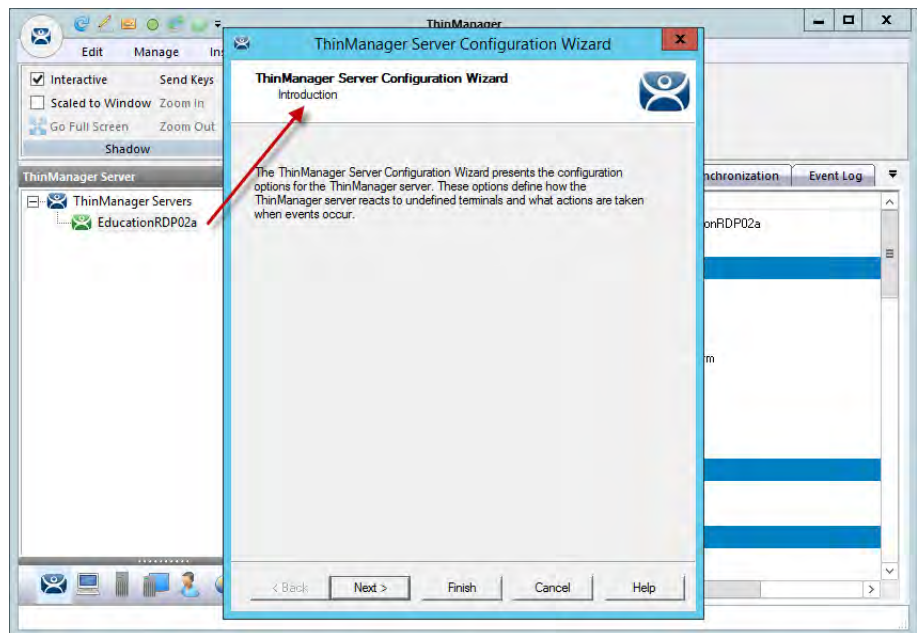 ThinManager
Edit Manage
Interactive Send Keys
Scaled to Window Zoom In
Go Full Screen Zoom Out
Shadow
ThinManager Server
ThinManager Servers
EducationRDP02a
ThinManager Server Configuration Wizard
ThinManager Server Configuration Wizard
Introduction
The ThinManager Server Configuration Wizard presents the configuration
options for the ThinManager server. These options define how the
ThinManager server reacts to undefined terminals and what actions are taken
when events occur.
< Back Next > Finish Cancel Help
nchronization Event Log
onRDP02a